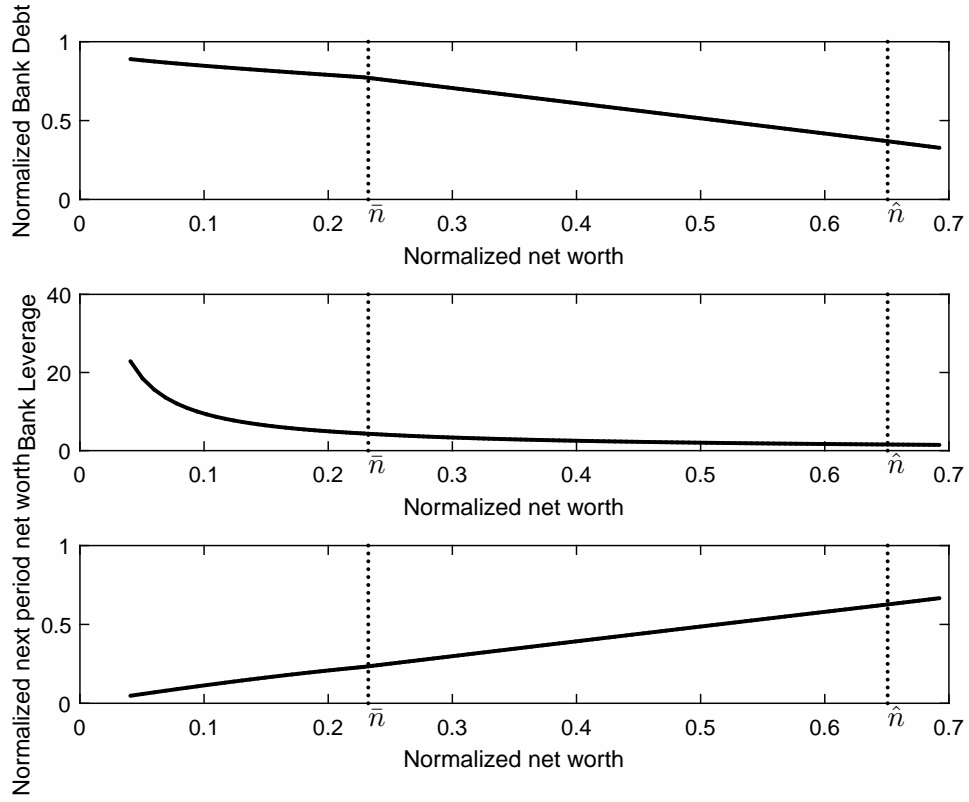 Normalized Bank Debt
1
0.5
0
0 0.1 0.2 0.3 0.4 0.5 0.6 0.7
n̄ n̂
Normalized net worth
Bank Leverage
40
20
0
0 0.1 0.2 0.3 0.4 0.5 0.6 0.7
n̄ n̂
Normalized net worth
Normalized next period net worth
1
0.5
0
0 0.1 0.2 0.3 0.4 0.5 0.6 0.7
n̄ n̂
Normalized net worth